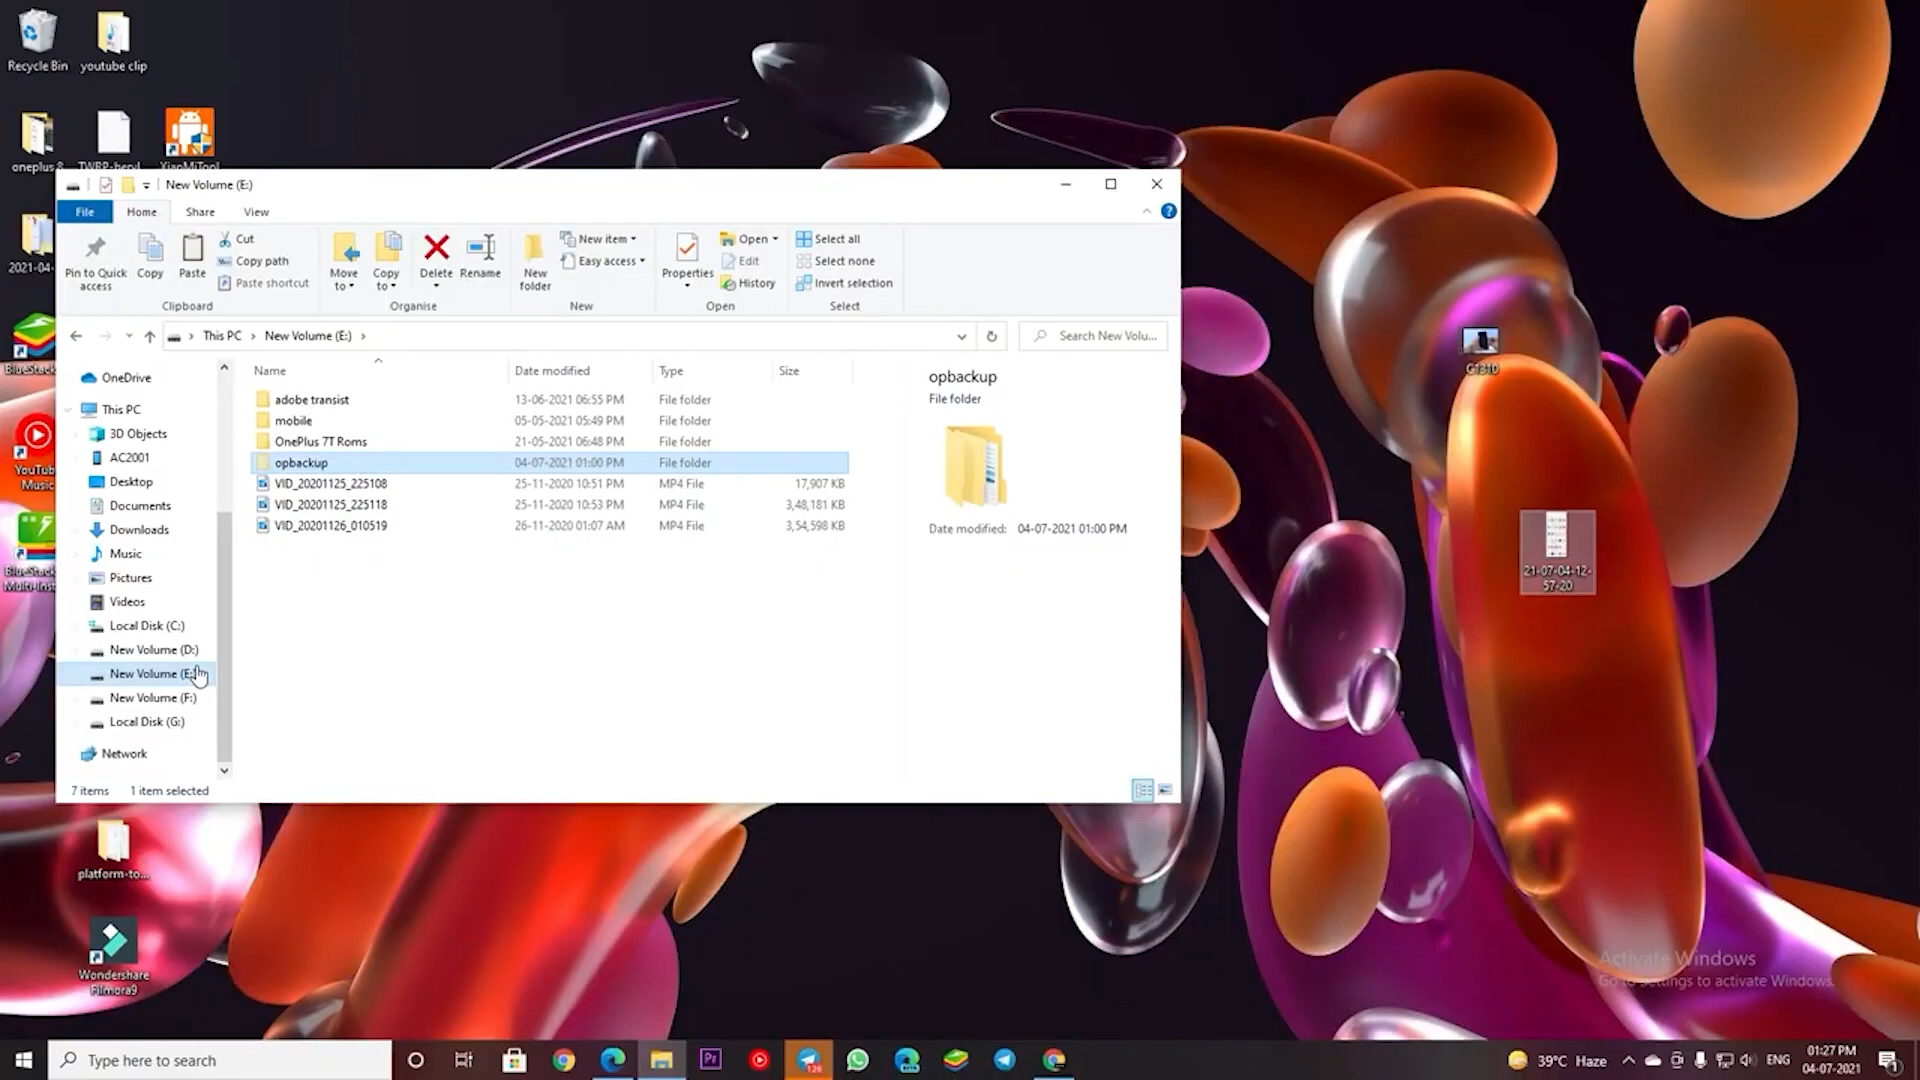 Recycle Bin
youtube clip
oneplus 8
TWRP-beryl
XiaoMiTool
2021-04-
BlueStack
YouTub
Music
BlueStack
Multi-Inst
platform-to...
Wondershare
Filmora9
G1310
21-07-04-12-
57-20
New Volume (E:)
File
Home
Share
View
Pin to Quick
access
Copy
Paste
Cut
Copy path
Paste shortcut
Clipboard
Move
to
Copy
to
Delete
Rename
Organise
New
folder
New item
Easy access
New
Properties
Open
Edit
History
Open
Select all
Select none
Invert selection
Select
This PC
New Volume (E:)
Search New Volu...
OneDrive
This PC
3D Objects
AC2001
Desktop
Documents
Downloads
Music
Pictures
Videos
Local Disk (C:)
New Volume (D:)
New Volume (E:)
New Volume (F:)
Local Disk (G:)
Network
Name Date modified Type Size
adobe transist 13-06-2021 06:55 PM File folder
mobile 05-05-2021 05:49 PM File folder
OnePlus 7T Roms 21-05-2021 06:48 PM File folder
opbackup 04-07-2021 01:00 PM File folder
VID_20201125_225108 25-11-2020 10:51 PM MP4 File 17,907 KB
VID_20201125_225118 25-11-2020 10:53 PM MP4 File 3,48,181 KB
VID_20201126_010519 26-11-2020 01:07 AM MP4 File 3,54,598 KB
opbackup
File folder
Date modified: 04-07-2021 01:00 PM
7 items 1 item selected
Activate Windows
Go to Settings to activate Windows.
Type here to search
Pr
126
39°C Haze
ENG
01:27 PM
04-07-2021
1